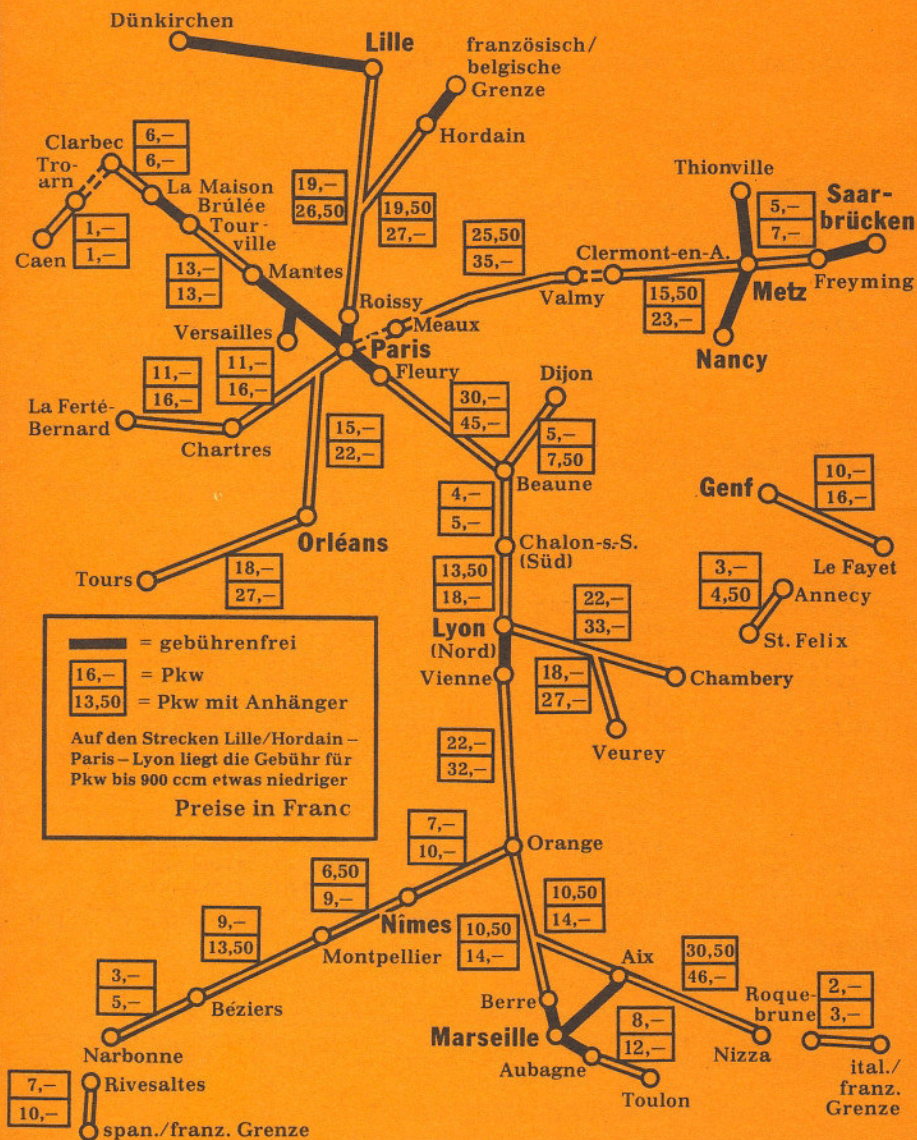 Dünkirchen
Lille
französisch/
belgische
Grenze
Hordain
Clarbec
6,–
6,–
Tro-
arn
La Maison
Brûlée
Tour-
ville
19,–
26,50
19,50
27,–
Thionville
Saar-
brücken
5,–
7,–
1,–
1,–
Caen
25,50
35,–
Clermont-en-A.
Mantes
13,–
13,–
Valmy
Metz
Freyming
15,50
23,–
Roissy
Meaux
Versailles
Paris
Nancy
11,–
16,–
11,–
16,–
Fleury
Dijon
30,–
45,–
La Ferté-
Bernard
Chartres
15,–
22,–
5,–
7,50
Beaune
Genf
10,–
16,–
4,–
5,–
Orléans
Chalon-s.-S.
(Süd)
Le Fayet
Tours
18,–
27,–
13,50
18,–
3,–
4,50
Annecy
St. Felix
22,–
33,–
Lyon
(Nord)
Vienne
18,–
27,–
Chambery
Veurey
= gebührenfrei
16,– = Pkw
13,50 = Pkw mit Anhänger
Auf den Strecken Lille/Hordain –
Paris – Lyon liegt die Gebühr für
Pkw bis 900 ccm etwas niedriger
Preise in Franc
22,–
32,–
Orange
7,–
10,–
6,50
9,–
Nîmes
10,50
14,–
10,50
14,–
9,–
13,50
Montpellier
Aix
30,50
46,–
3,–
5,–
Béziers
Berre
Roque-
brune
2,–
3,–
Narbonne
Marseille
8,–
12,–
Nizza
Aubagne
Toulon
ital./
franz.
Grenze
7,–
10,–
Rivesaltes
span./franz. Grenze